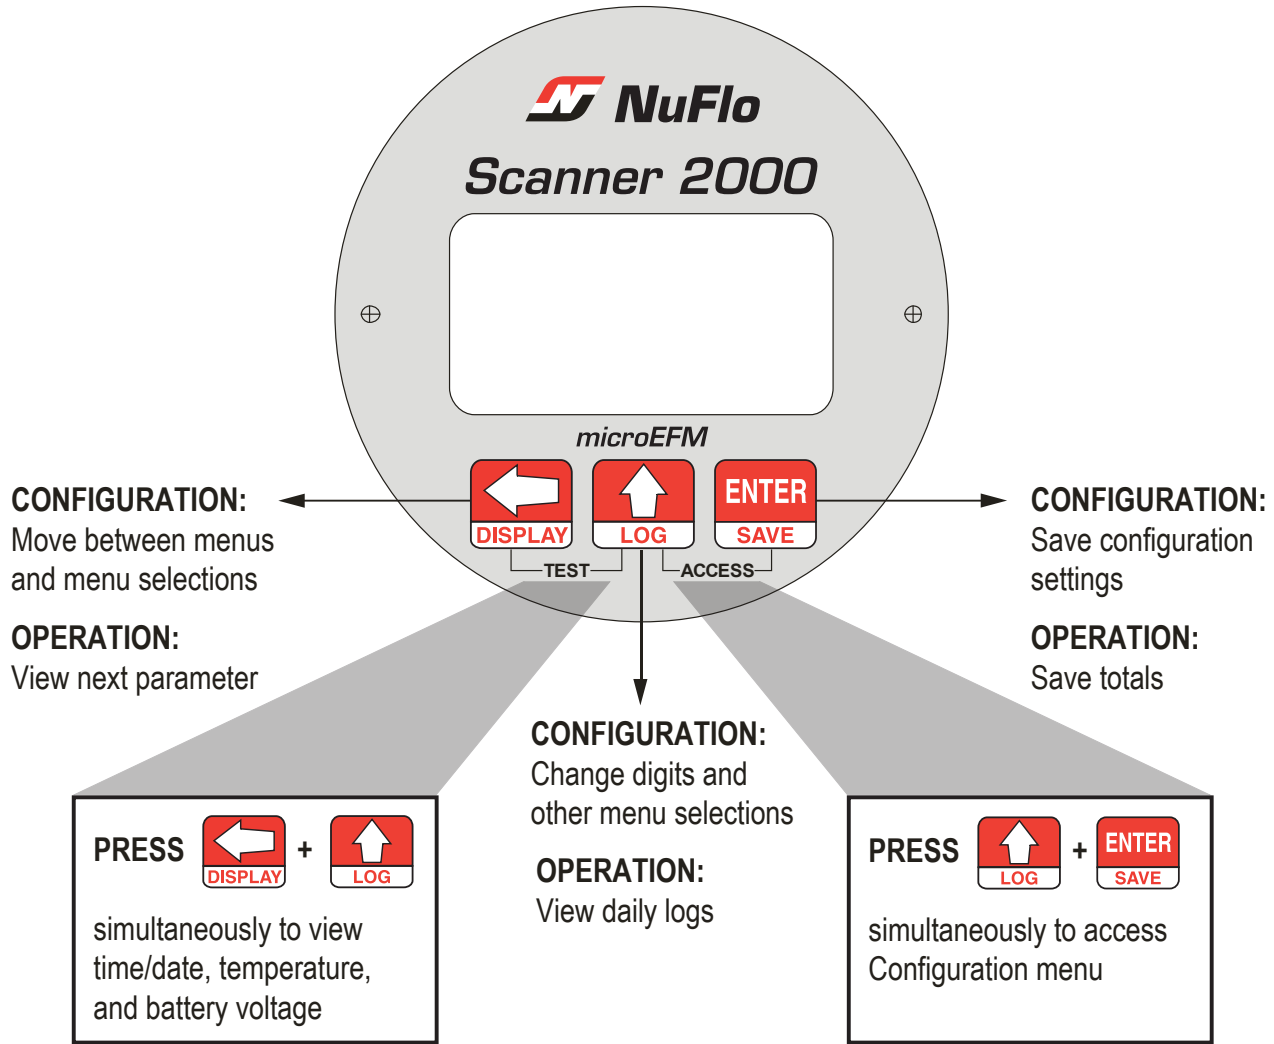 NuFlo
Scanner 2000
microEFM
ENTER
DISPLAY
LOG
SAVE
TEST
ACCESS
CONFIGURATION:
Move between menus
and menu selections
OPERATION:
View next parameter
CONFIGURATION:
Change digits and
other menu selections
OPERATION:
View daily logs
CONFIGURATION:
Save configuration
settings
OPERATION:
Save totals
PRESS DISPLAY + LOG
simultaneously to view
time/date, temperature,
and battery voltage
PRESS LOG + ENTER SAVE
simultaneously to access
Configuration menu